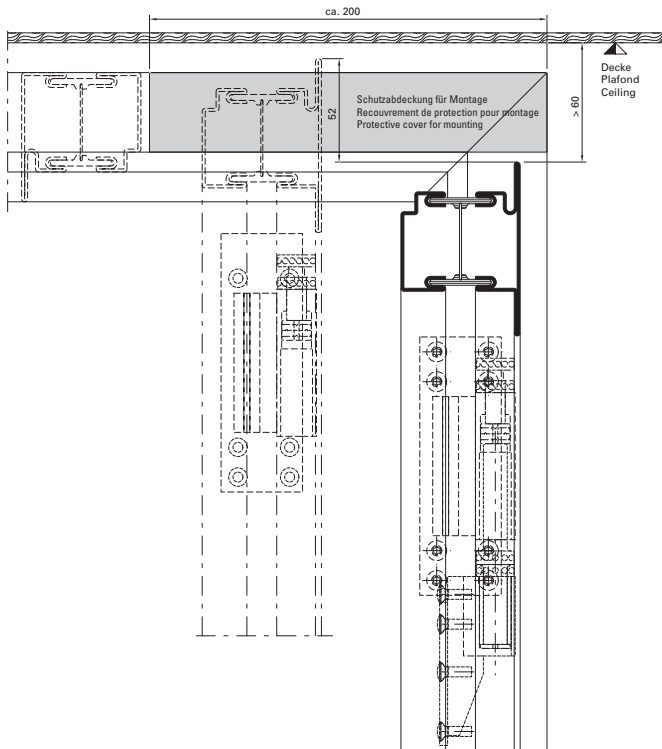 ca. 200
Decke
Plafond
Ceiling
Schutzabdeckung für Montage
Recouvrement de protection pour montage
Protective cover for mounting
52
> 60